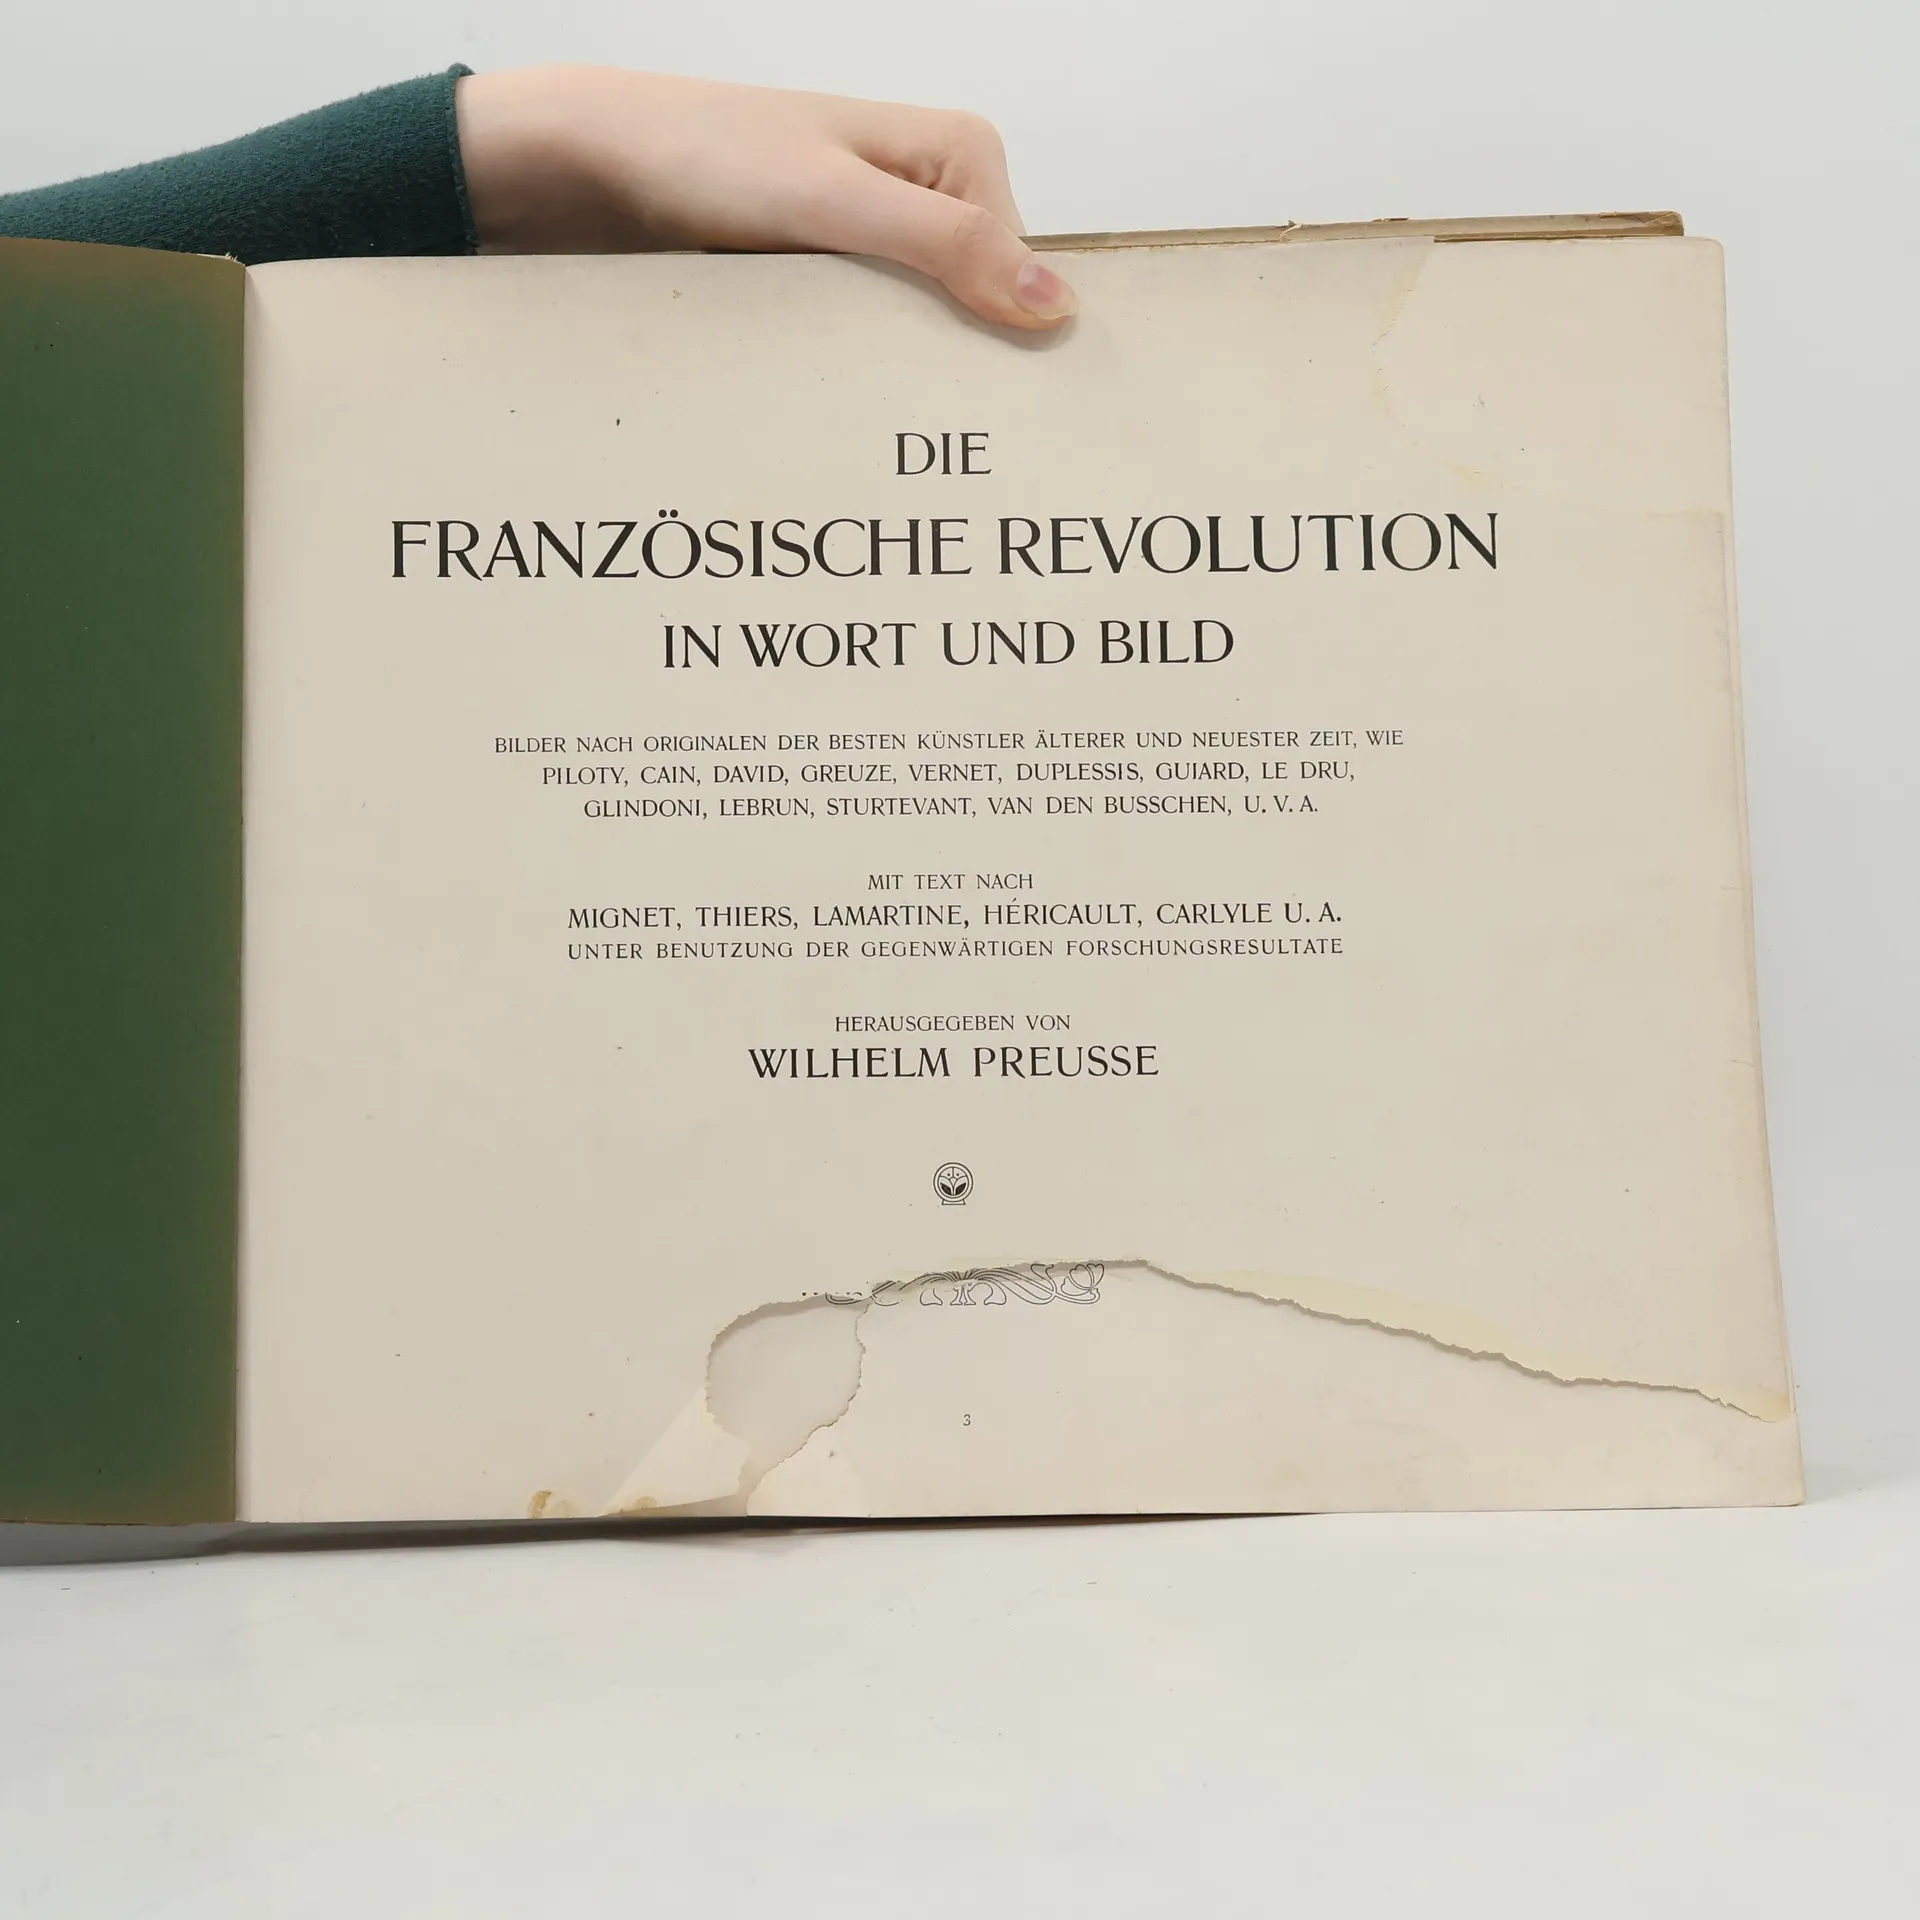 DIE
FRANZÖSISCHE REVOLUTION
IN WORT UND BILD
BILDER NACH ORIGINALEN DER BESTEN KÜNSTLER ÄLTERER UND NEUESTER ZEIT, WIE
PILOTY, CAIN, DAVID, GREUZE, VERNET, DUPLESSIS, GUIARD, LE DRU,
GLINDONI, LEBRUN, STURTEVANT, VAN DEN BUSSCHEN, U. V. A.
MIT TEXT NACH
MIGNET, THIERS, LAMARTINE, HÉRICAULT, CARLYLE U. A.
UNTER BENUTZUNG DER GEGENWÄRTIGEN FORSCHUNGSRESULTATE
HERAUSGEGEBEN VON
WILHELM PREUSSE
3